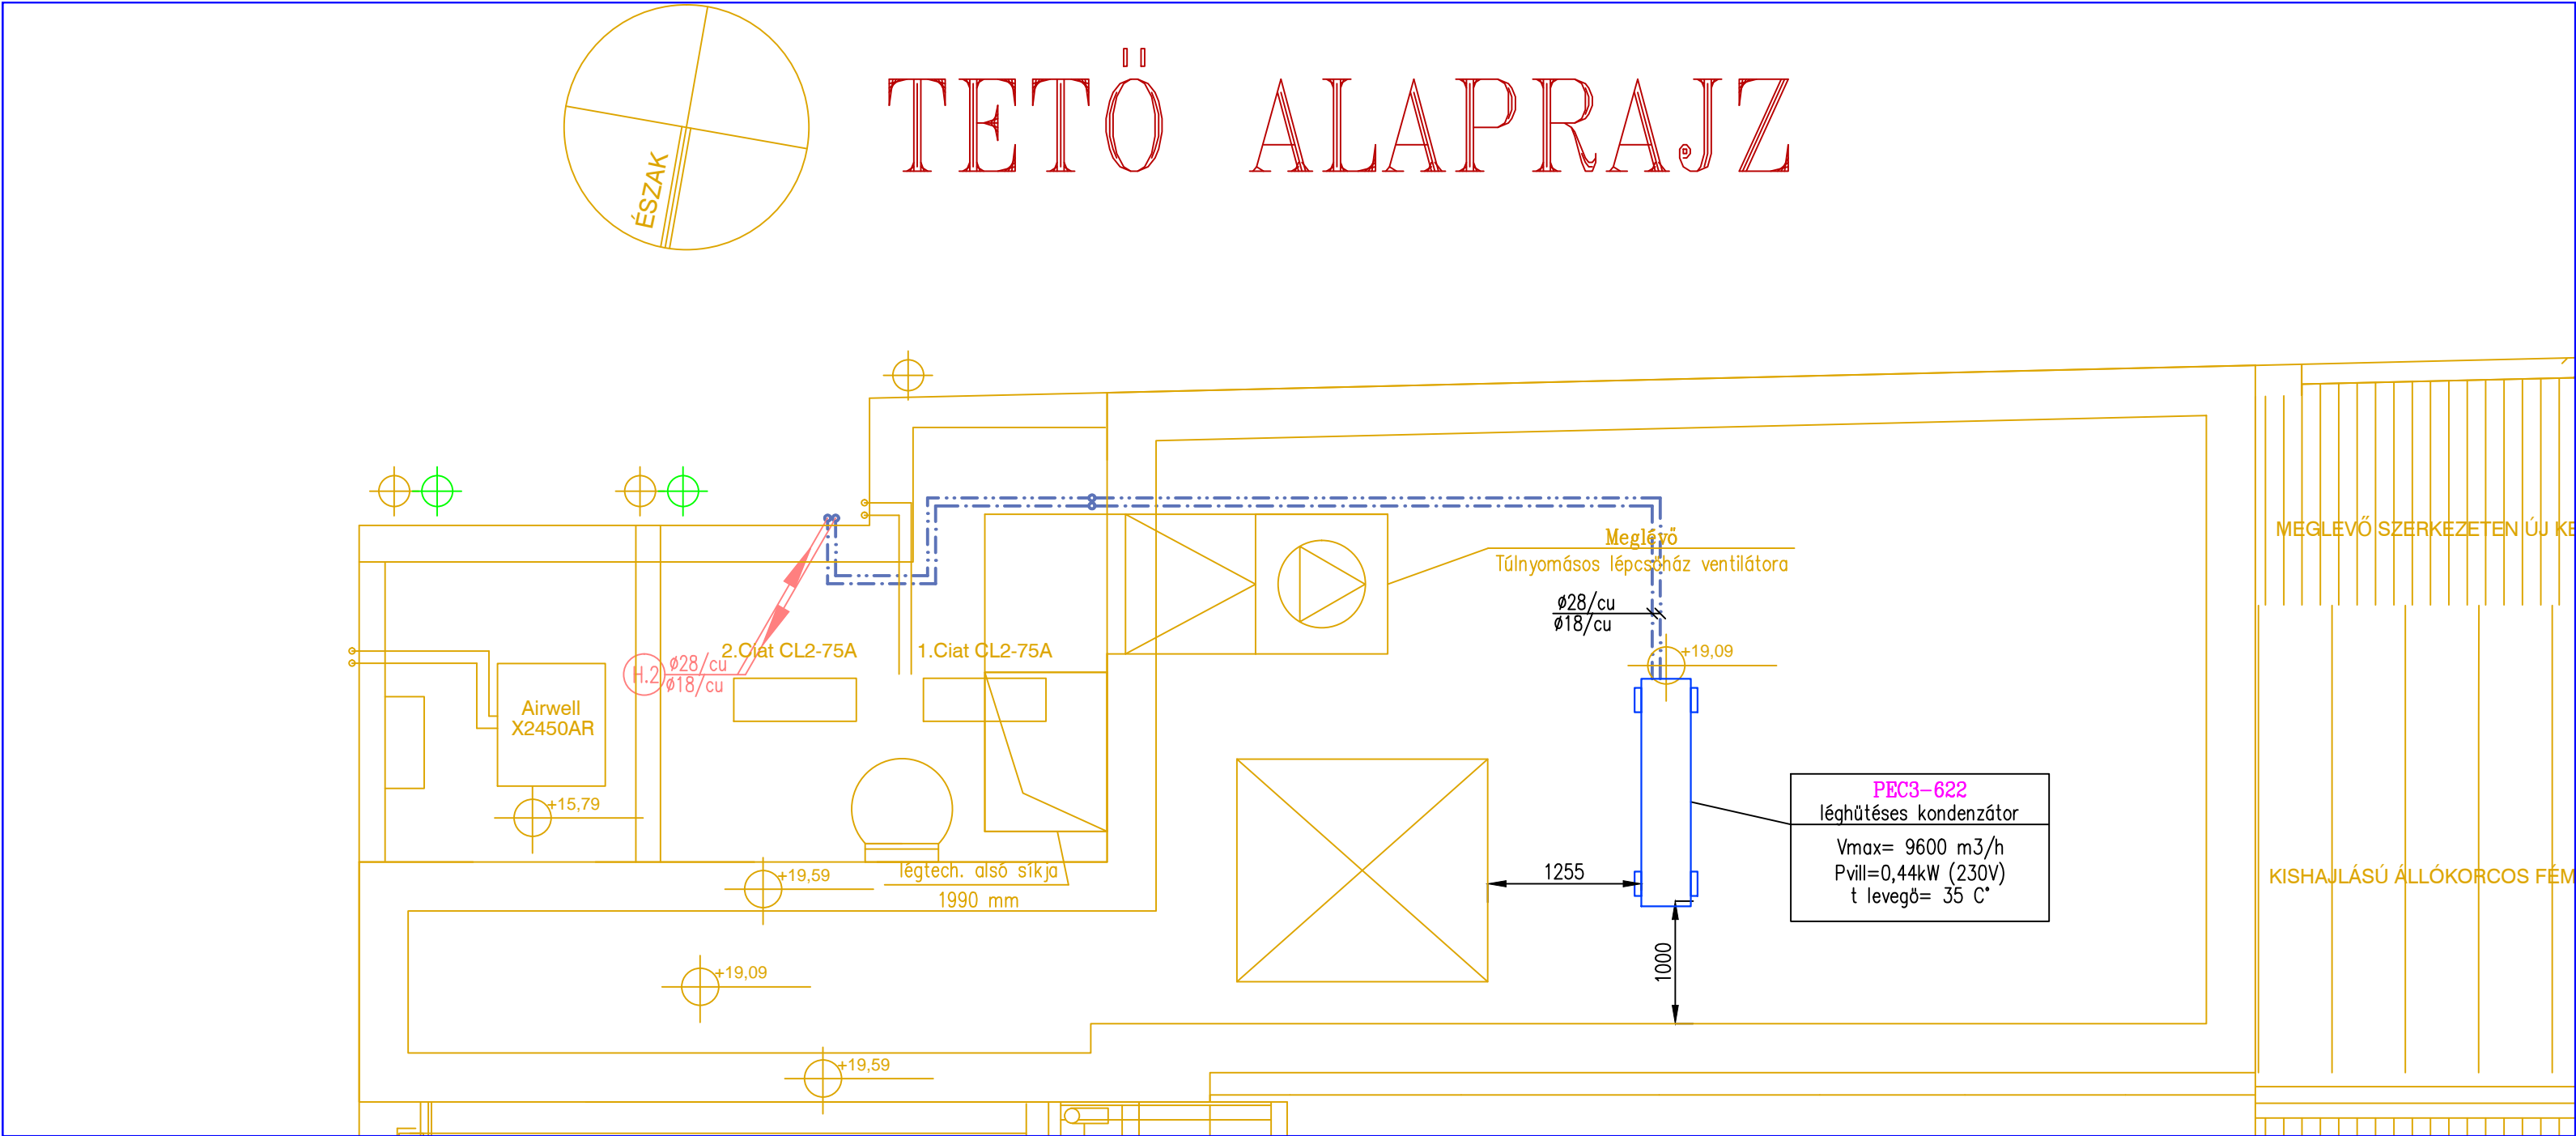 TETŐ ALAPRAJZ
ÉSZAK
MEGLEVŐ SZERKEZETEN ÚJ
Meglévő
Túlnyomásos lépcsőház ventilátora
ø28/cu
ø18/cu
+19,09
2.Ciat CL2-75A
1.Ciat CL2-75A
H.2
ø28/cu
ø18/cu
Airwell
X2450AR
+15,79
PEC3-622
léghűtéses kondenzátor
Vmax= 9600 m3/h
Pvill=0,44kW (230V)
t levegö= 35 C°
1255
légtech. alsó síkja
1990 mm
+19,59
KISHAJLÁSÚ ÁLLÓKORCOS FÉM
1000
+19,09
+19,59